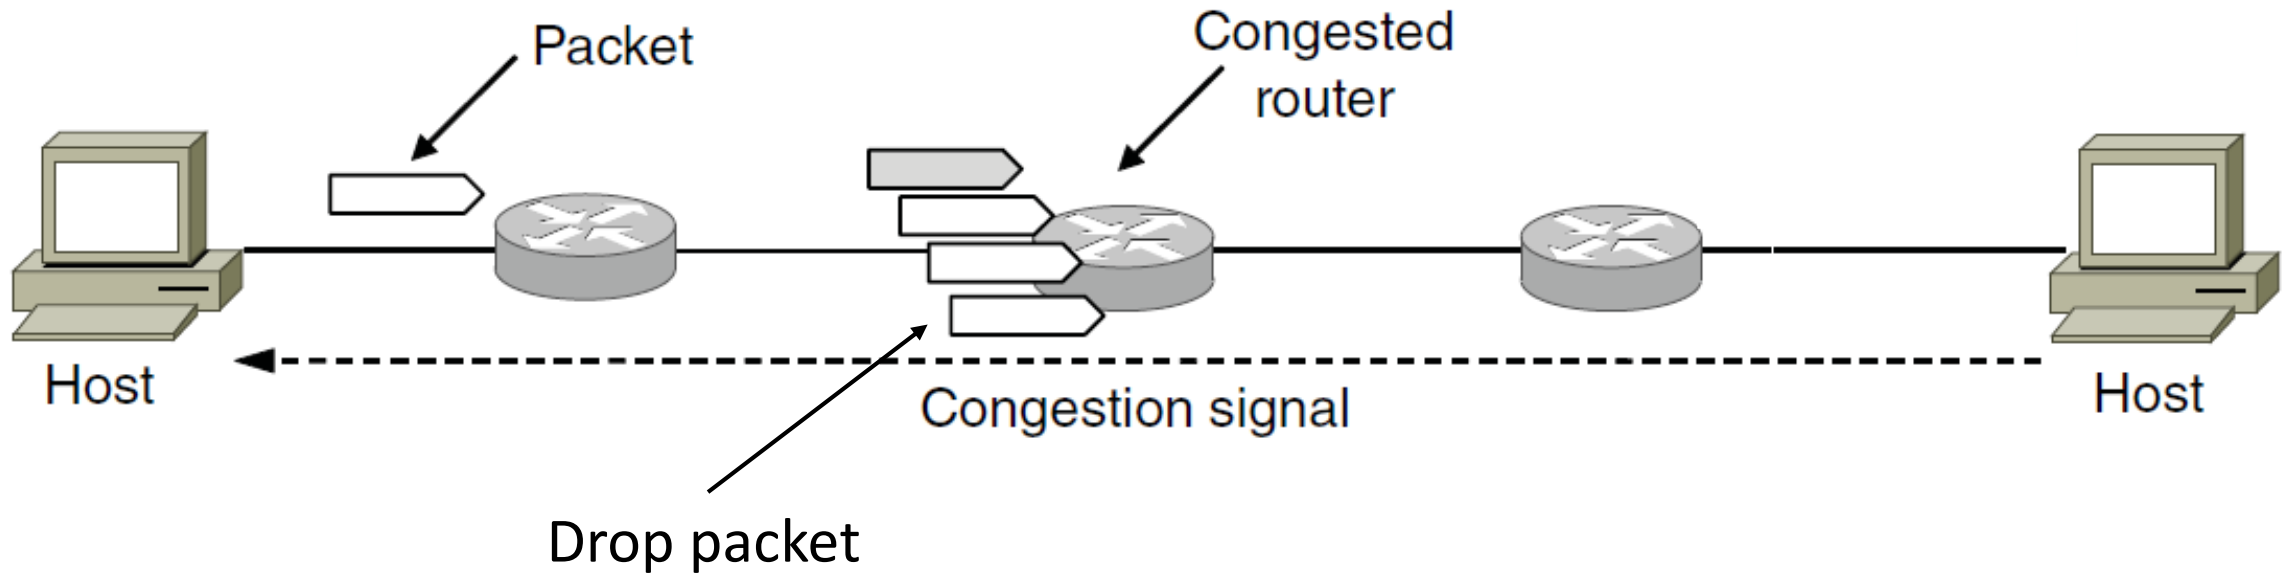 Packet
Congested
router
Host
Congestion signal
Host
Drop packet